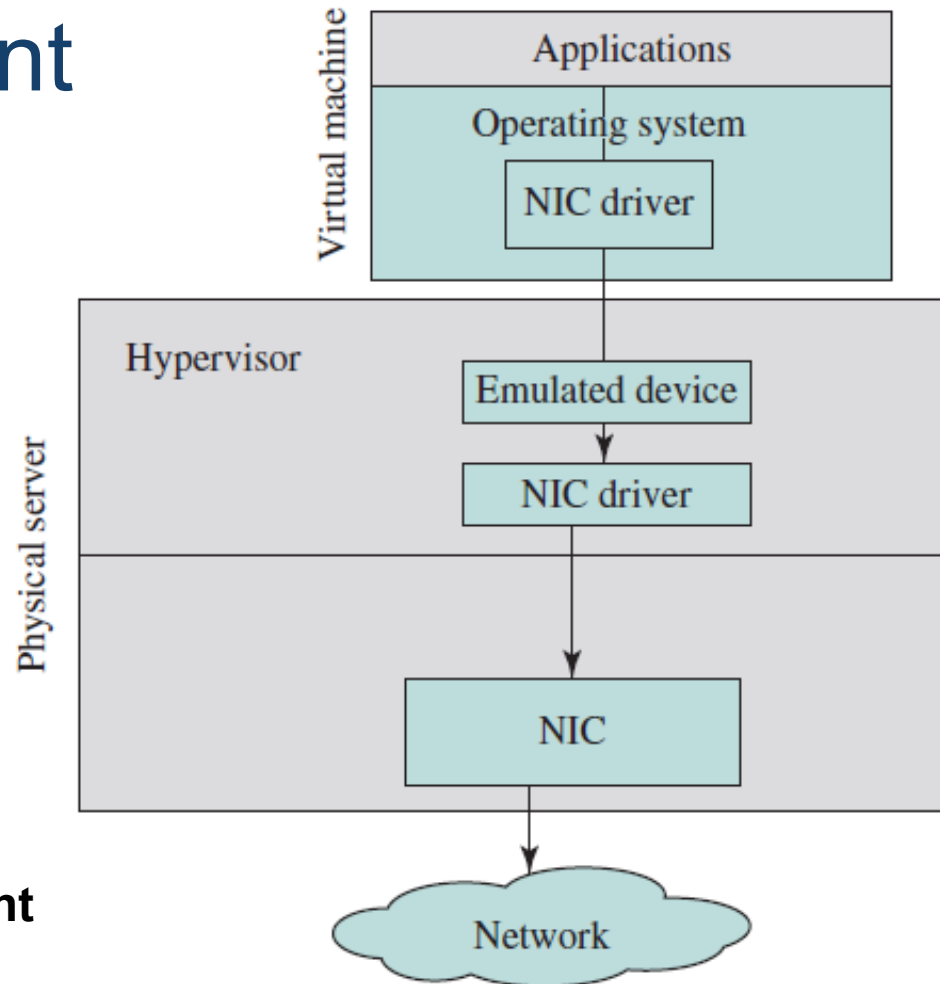 nt
Virtual machine
Applications
Operating system
NIC driver
Physical server
Hypervisor
Emulated device
NIC driver
NIC
nt
Network